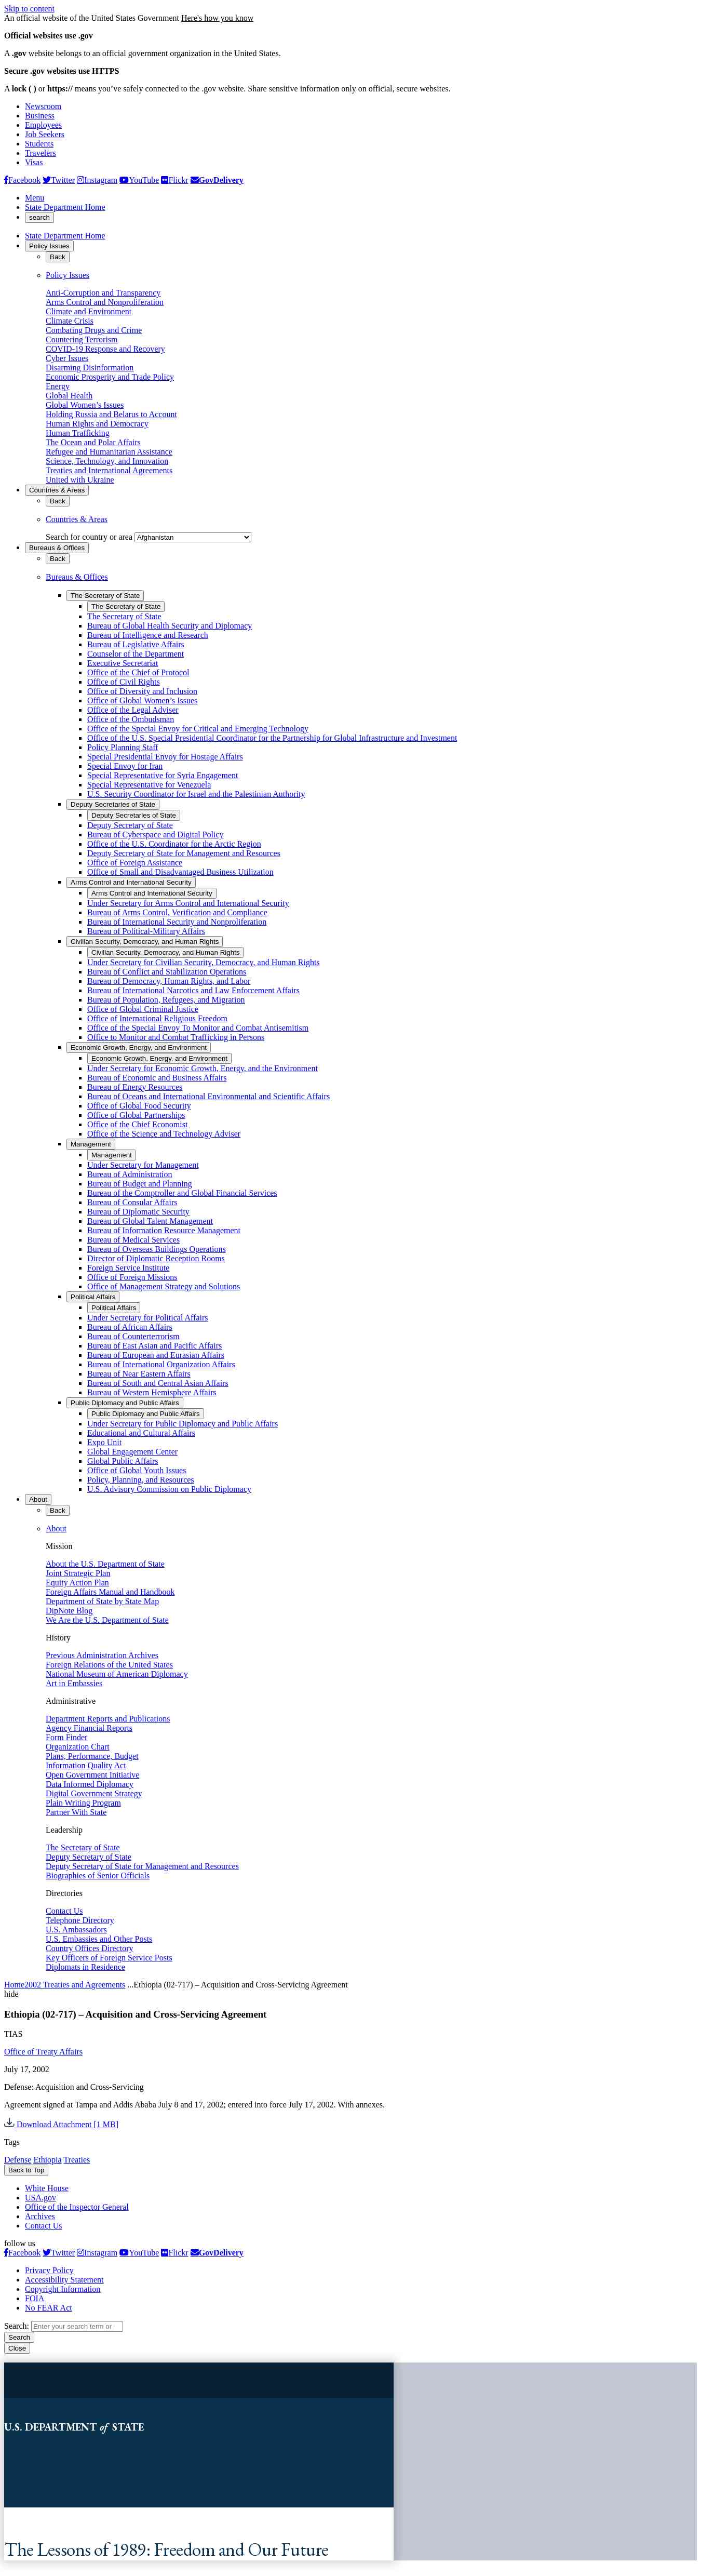 Skip to content
An official website of the United States Government Here's how you know
Official websites use .gov
A .gov website belongs to an official government organization in the United States.
Secure .gov websites use HTTPS
A lock ( ) or https:// means you’ve safely connected to the .gov website. Share sensitive information only on official, secure websites.
Newsroom
Business
Employees
Job Seekers
Students
Travelers
Visas
Facebook Twitter Instagram YouTube Flickr GovDelivery
Menu
State Department Home
search
State Department Home
Policy Issues
Back
Policy Issues
Anti-Corruption and Transparency
Arms Control and Nonproliferation
Climate and Environment
Climate Crisis
Combating Drugs and Crime
Countering Terrorism
COVID-19 Response and Recovery
Cyber Issues
Disarming Disinformation
Economic Prosperity and Trade Policy
Energy
Global Health
Global Women’s Issues
Holding Russia and Belarus to Account
Human Rights and Democracy
Human Trafficking
The Ocean and Polar Affairs
Refugee and Humanitarian Assistance
Science, Technology, and Innovation
Treaties and International Agreements
United with Ukraine
Countries & Areas
Back
Countries & Areas
Search for country or area Afghanistan
Bureaus & Offices
Back
Bureaus & Offices
The Secretary of State
The Secretary of State
The Secretary of State
Bureau of Global Health Security and Diplomacy
Bureau of Intelligence and Research
Bureau of Legislative Affairs
Counselor of the Department
Executive Secretariat
Office of the Chief of Protocol
Office of Civil Rights
Office of Diversity and Inclusion
Office of Global Women’s Issues
Office of the Legal Adviser
Office of the Ombudsman
Office of the Special Envoy for Critical and Emerging Technology
Office of the U.S. Special Presidential Coordinator for the Partnership for Global Infrastructure and Investment
Policy Planning Staff
Special Presidential Envoy for Hostage Affairs
Special Envoy for Iran
Special Representative for Syria Engagement
Special Representative for Venezuela
U.S. Security Coordinator for Israel and the Palestinian Authority
Deputy Secretaries of State
Deputy Secretaries of State
Deputy Secretary of State
Bureau of Cyberspace and Digital Policy
Office of the U.S. Coordinator for the Arctic Region
Deputy Secretary of State for Management and Resources
Office of Foreign Assistance
Office of Small and Disadvantaged Business Utilization
Arms Control and International Security
Arms Control and International Security
Under Secretary for Arms Control and International Security
Bureau of Arms Control, Verification and Compliance
Bureau of International Security and Nonproliferation
Bureau of Political-Military Affairs
Civilian Security, Democracy, and Human Rights
Civilian Security, Democracy, and Human Rights
Under Secretary for Civilian Security, Democracy, and Human Rights
Bureau of Conflict and Stabilization Operations
Bureau of Democracy, Human Rights, and Labor
Bureau of International Narcotics and Law Enforcement Affairs
Bureau of Population, Refugees, and Migration
Office of Global Criminal Justice
Office of International Religious Freedom
Office of the Special Envoy To Monitor and Combat Antisemitism
Office to Monitor and Combat Trafficking in Persons
Economic Growth, Energy, and Environment
Economic Growth, Energy, and Environment
Under Secretary for Economic Growth, Energy, and the Environment
Bureau of Economic and Business Affairs
Bureau of Energy Resources
Bureau of Oceans and International Environmental and Scientific Affairs
Office of Global Food Security
Office of Global Partnerships
Office of the Chief Economist
Office of the Science and Technology Adviser
Management
Management
Under Secretary for Management
Bureau of Administration
Bureau of Budget and Planning
Bureau of the Comptroller and Global Financial Services
Bureau of Consular Affairs
Bureau of Diplomatic Security
Bureau of Global Talent Management
Bureau of Information Resource Management
Bureau of Medical Services
Bureau of Overseas Buildings Operations
Director of Diplomatic Reception Rooms
Foreign Service Institute
Office of Foreign Missions
Office of Management Strategy and Solutions
Political Affairs
Political Affairs
Under Secretary for Political Affairs
Bureau of African Affairs
Bureau of Counterterrorism
Bureau of East Asian and Pacific Affairs
Bureau of European and Eurasian Affairs
Bureau of International Organization Affairs
Bureau of Near Eastern Affairs
Bureau of South and Central Asian Affairs
Bureau of Western Hemisphere Affairs
Public Diplomacy and Public Affairs
Public Diplomacy and Public Affairs
Under Secretary for Public Diplomacy and Public Affairs
Educational and Cultural Affairs
Expo Unit
Global Engagement Center
Global Public Affairs
Office of Global Youth Issues
Policy, Planning, and Resources
U.S. Advisory Commission on Public Diplomacy
About
Back
About
Mission
About the U.S. Department of State
Joint Strategic Plan
Equity Action Plan
Foreign Affairs Manual and Handbook
Department of State by State Map
DipNote Blog
We Are the U.S. Department of State
History
Previous Administration Archives
Foreign Relations of the United States
National Museum of American Diplomacy
Art in Embassies
Administrative
Department Reports and Publications
Agency Financial Reports
Form Finder
Organization Chart
Plans, Performance, Budget
Information Quality Act
Open Government Initiative
Data Informed Diplomacy
Digital Government Strategy
Plain Writing Program
Partner With State
Leadership
The Secretary of State
Deputy Secretary of State
Deputy Secretary of State for Management and Resources
Biographies of Senior Officials
Directories
Contact Us
Telephone Directory
U.S. Ambassadors
U.S. Embassies and Other Posts
Country Offices Directory
Key Officers of Foreign Service Posts
Diplomats in Residence
Home2002 Treaties and Agreements ...Ethiopia (02-717) – Acquisition and Cross-Servicing Agreement
hide
Ethiopia (02-717) – Acquisition and Cross-Servicing Agreement
TIAS
Office of Treaty Affairs
July 17, 2002
Defense: Acquisition and Cross-Servicing
Agreement signed at Tampa and Addis Ababa July 8 and 17, 2002; entered into force July 17, 2002. With annexes.
Download Attachment [1 MB]
Tags
Defense Ethiopia Treaties
Back to Top
White House
USA.gov
Office of the Inspector General
Archives
Contact Us
follow us
Facebook Twitter Instagram YouTube Flickr GovDelivery
Privacy Policy
Accessibility Statement
Copyright Information
FOIA
No FEAR Act
Search: Enter your search term or
Search
Close
U.S. DEPARTMENT of STATE
The Lessons of 1989: Freedom and Our Future